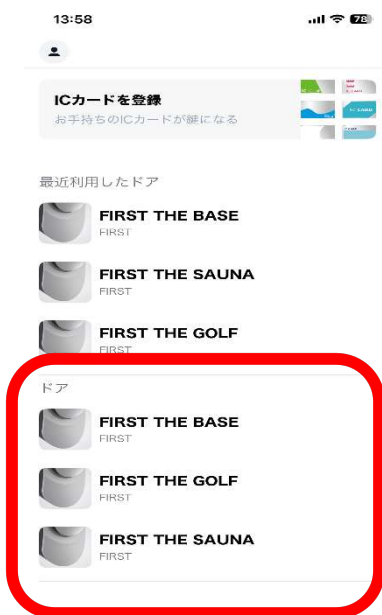 13:58
78
ICカードを登録
お手持ちのICカードが鍵になる
最近利用したドア
FIRST THE BASE
FIRST
FIRST THE SAUNA
FIRST
FIRST THE GOLF
FIRST
ドア
FIRST THE BASE
FIRST
FIRST THE GOLF
FIRST
FIRST THE SAUNA
FIRST